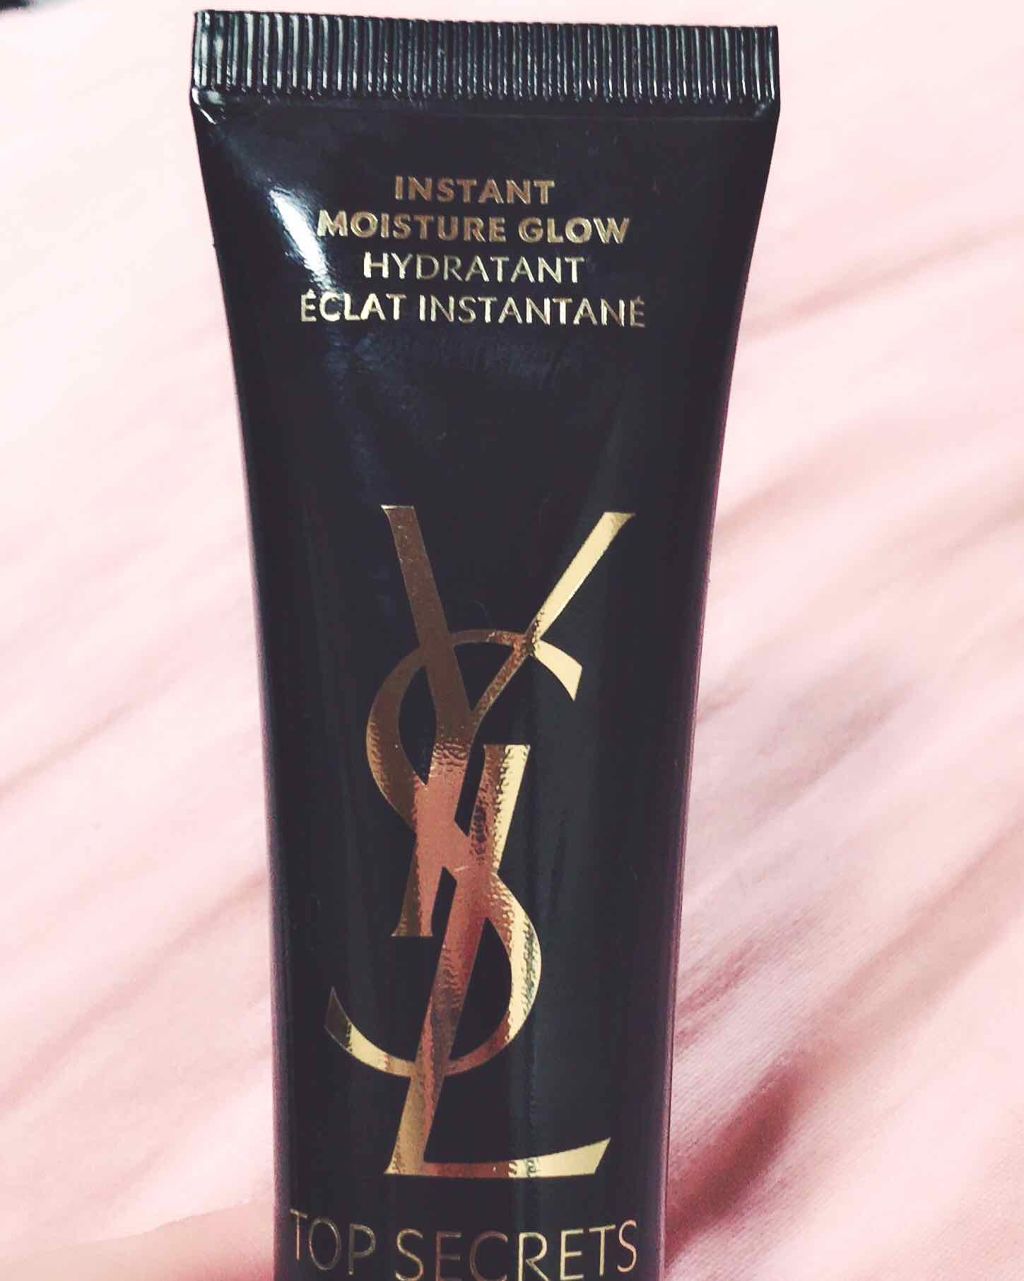 INSTANT
MOISTURE GLOW
HYDRATANT
ÉCLAT INSTANTANÉ
YSL
TOP SECRETS